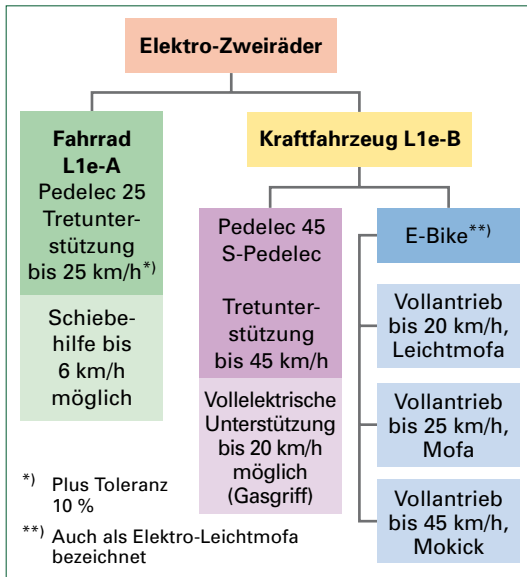 Elektro-Zweiräder
Fahrrad
L1e-A
Pedelec 25
Tretunter-
stützung
bis 25 km/h*)
Schiebe-
hilfe bis
6 km/h
möglich
Kraftfahrzeug L1e-B
Pedelec 45
S-Pedelec
Tretunter-
stützung
bis 45 km/h
Vollelektrische
Unterstützung
bis 20 km/h
möglich
(Gasgriff)
E-Bike**)
Vollantrieb
bis 20 km/h,
Leichtmofa
Vollantrieb
bis 25 km/h,
Mofa
Vollantrieb
bis 45 km/h,
Mokick
*) Plus Toleranz
10 %
**) Auch als Elektro-Leichtmofa
bezeichnet